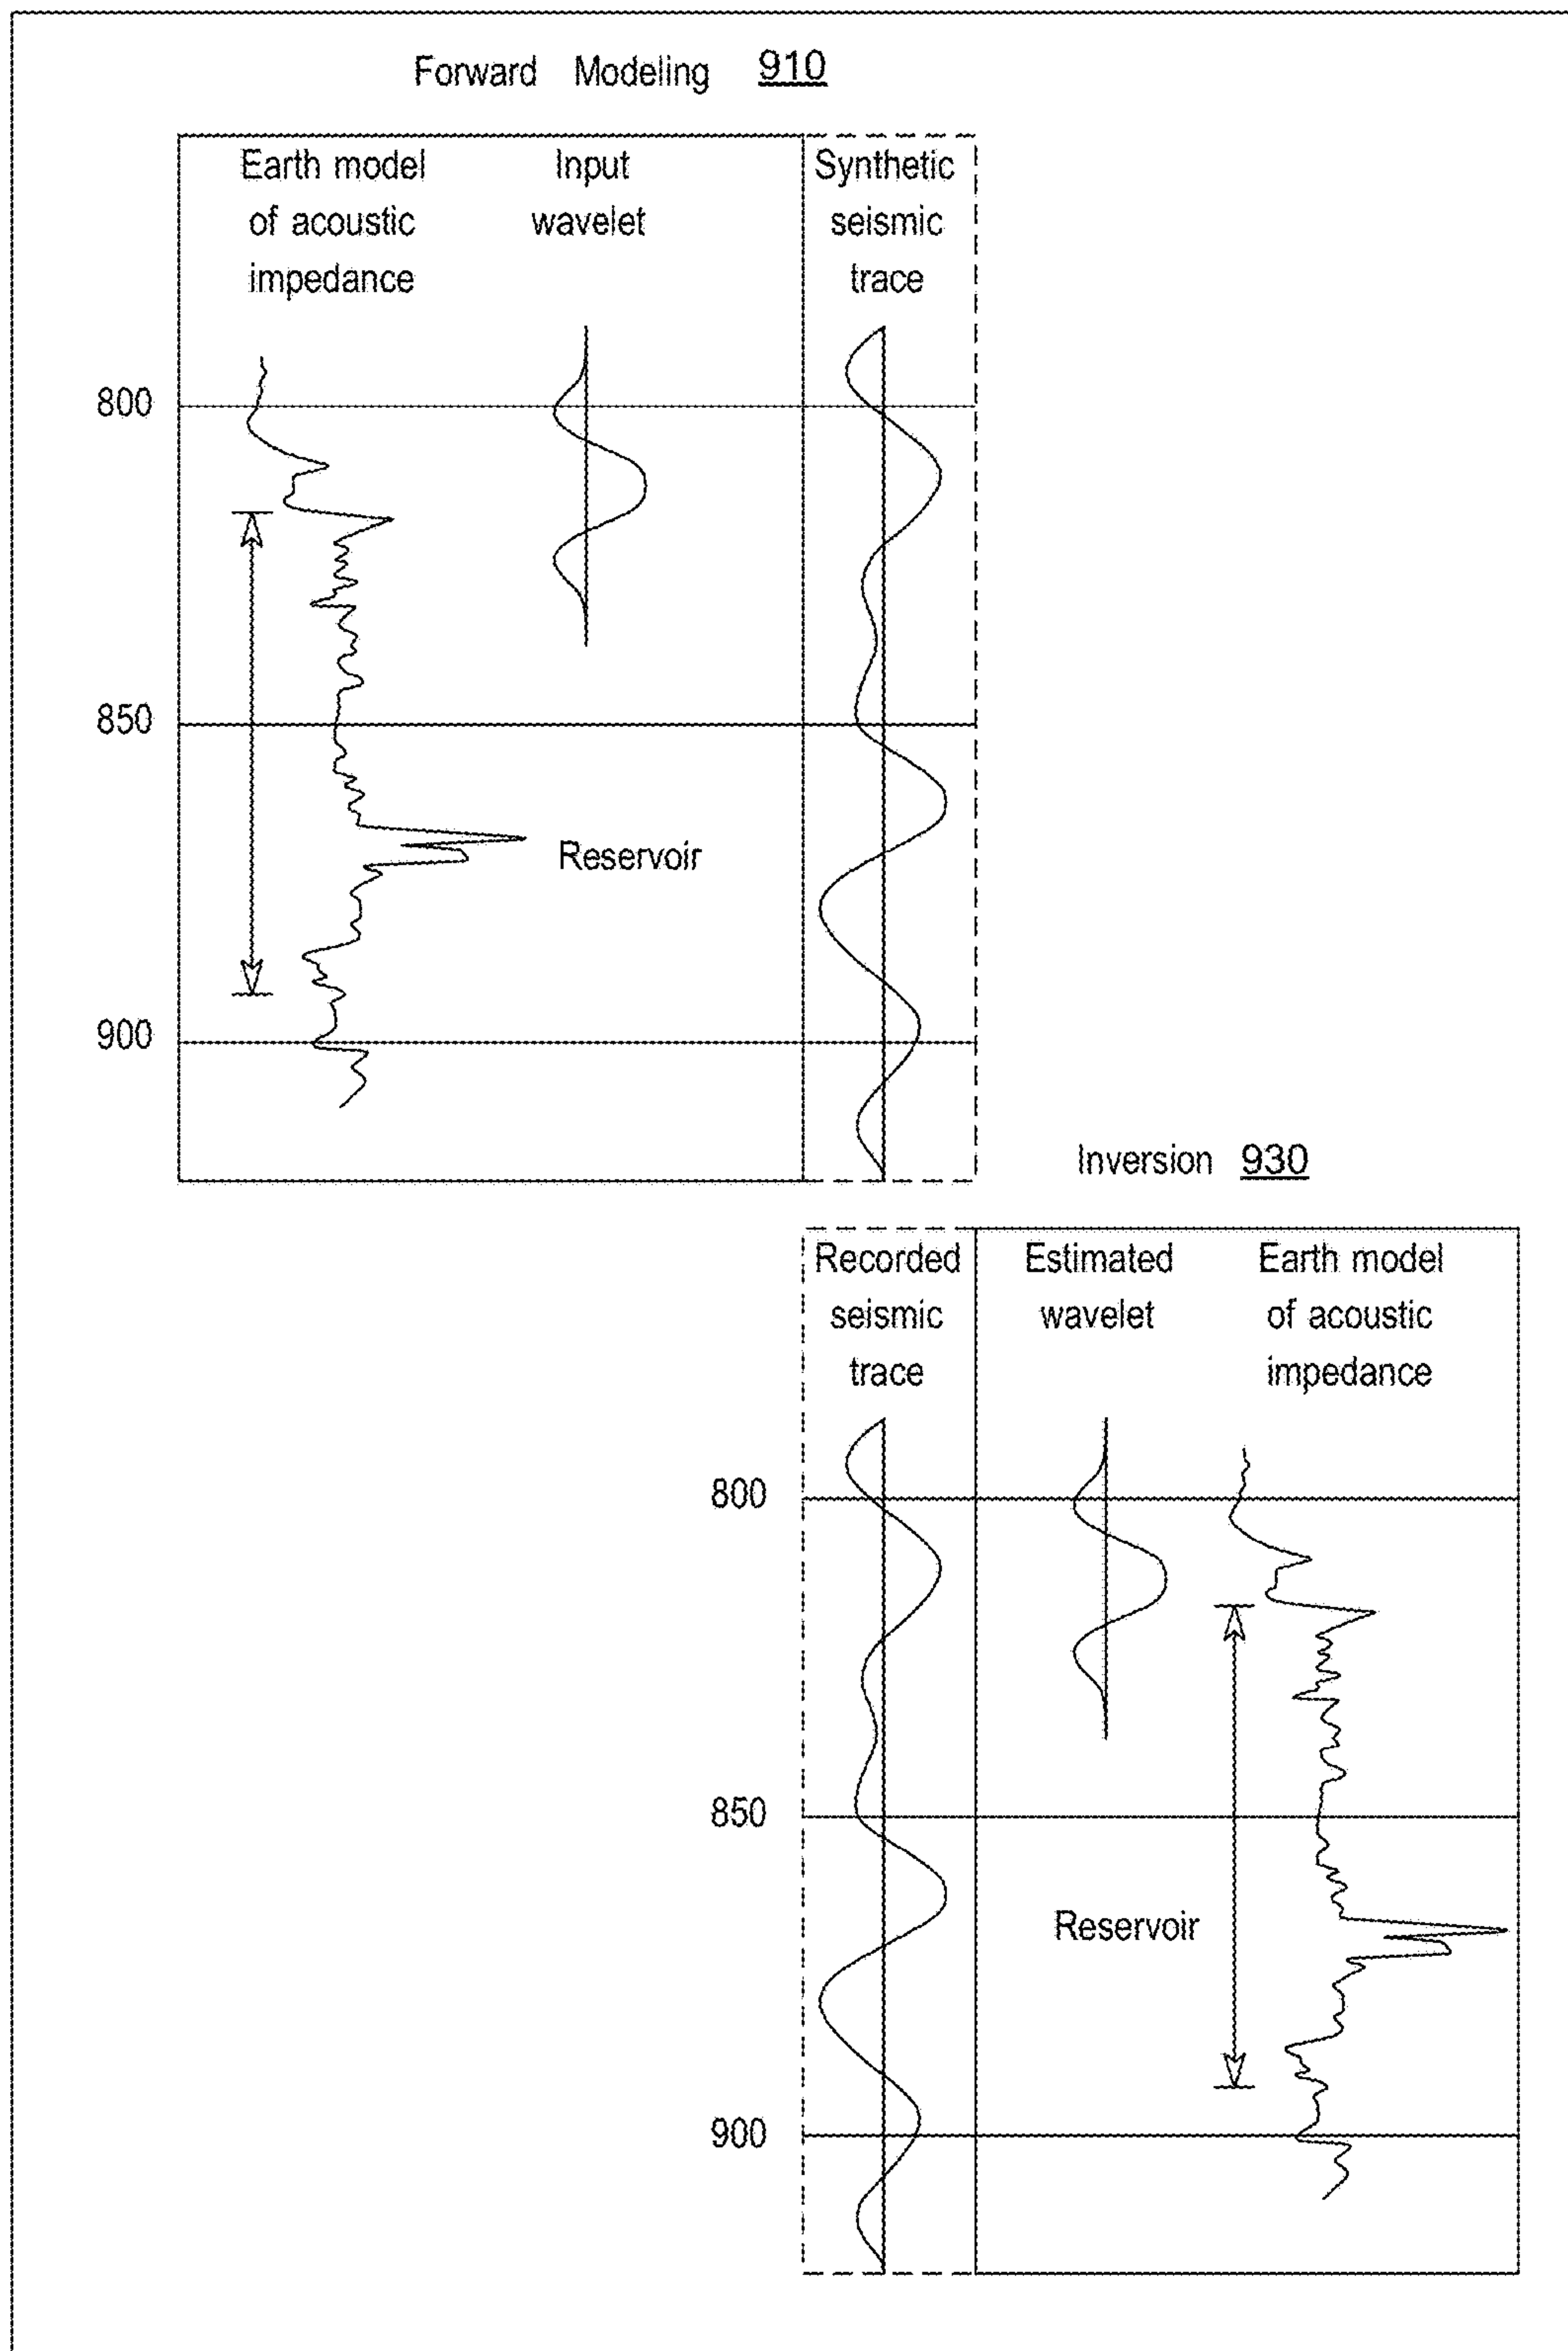 Forward Modeling 910
Earth model
of acoustic
impedance
Input
wavelet
Synthetic
seismic
trace
800
850
Reservoir
900
Inversion 930
Recorded
seismic
trace
Estimated
wavelet
Earth model
of acoustic
impedance
800
850
Reservoir
900